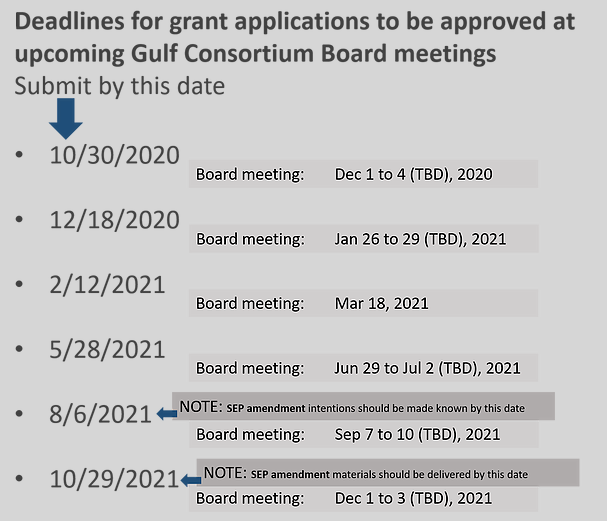 Deadlines for grant applications to be approved at
upcoming Gulf Consortium Board meetings
Submit by this date
• 10/30/2020
Board meeting: Dec 1 to 4 (TBD), 2020
• 12/18/2020
Board meeting: Jan 26 to 29 (TBD), 2021
• 2/12/2021
Board meeting: Mar 18, 2021
• 5/28/2021
Board meeting: Jun 29 to Jul 2 (TBD), 2021
• 8/6/2021 NOTE: SEP amendment intentions should be made known by this date
Board meeting: Sep 7 to 10 (TBD), 2021
• 10/29/2021 NOTE: SEP amendment materials should be delivered by this date
Board meeting: Dec 1 to 3 (TBD), 2021